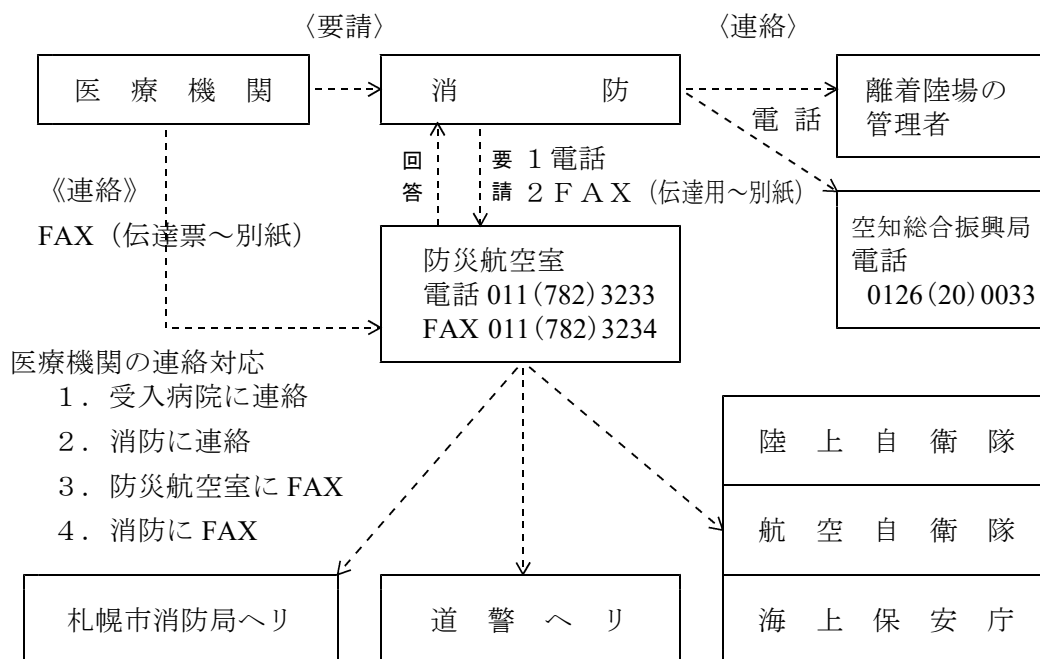 〈要請〉
〈連絡〉
医療機関
消防
離着陸場の
管理者
電話
回答
要請
1電話
2FAX（伝達用～別紙）
《連絡》
FAX（伝達票～別紙）
空知総合振興局
電話
0126(20)0033
防災航空室
電話 011(782)3233
FAX 011(782)3234
医療機関の連絡対応
1．受入病院に連絡
2．消防に連絡
3．防災航空室に FAX
4．消防に FAX
陸上自衛隊
航空自衛隊
海上保安庁
札幌市消防局ヘリ
道警ヘリ